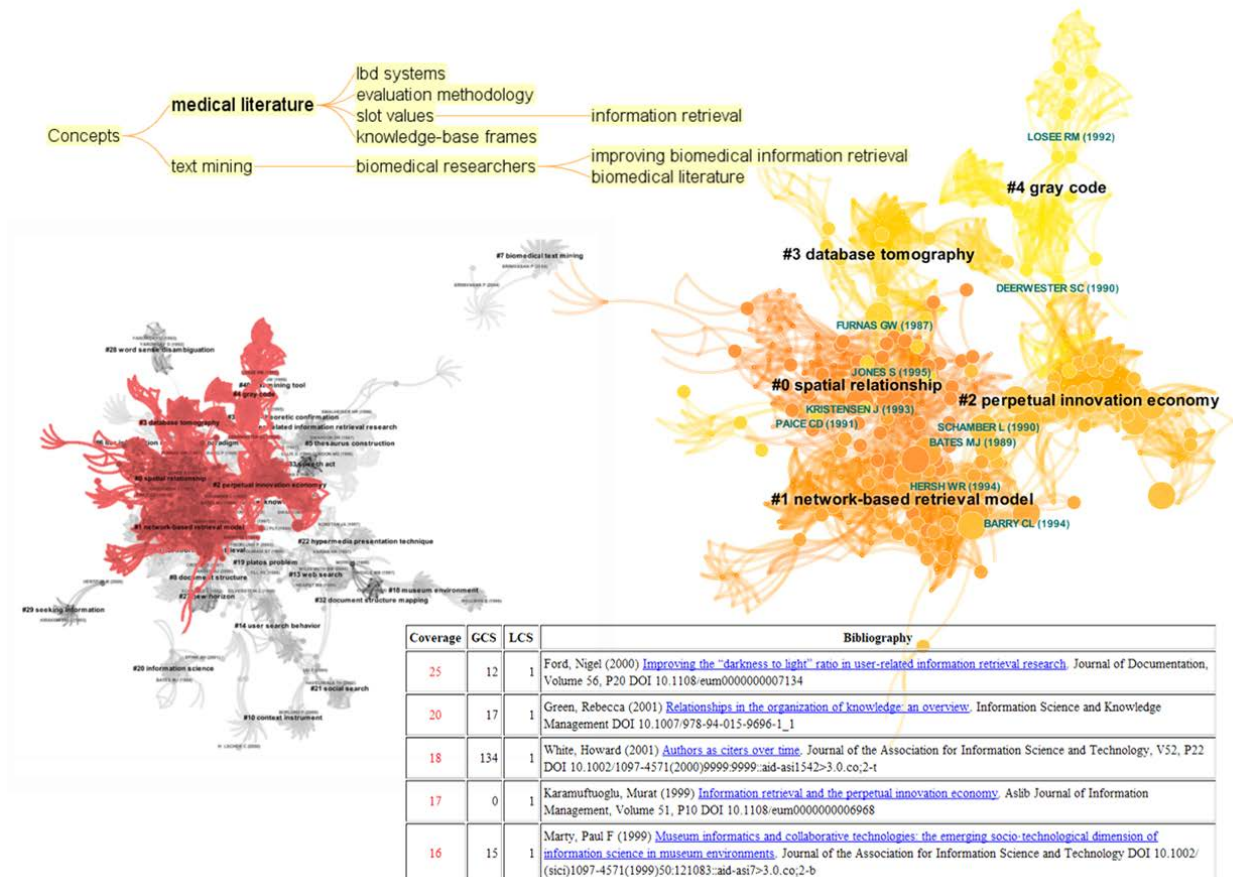 lbd systems
medical literature
evaluation methodology
slot values
information retrieval
knowledge-base frames
Concepts
text mining
biomedical researchers
improving biomedical information retrieval
biomedical literature
LOSEE RM (1992)
#4 gray code
#3 database tomography
DEERWESTER SC (1990)
FURNAS GW (1987)
JONES S (1995)
#0 spatial relationship
#2 perpetual innovation economy
KRISTENSEN J (1993)
PAICE CD (1991)
SCHAMBER L (1990)
BATES MJ (1989)
HERSH WR (1994)
#1 network-based retrieval model
BARRY CL (1994)
#7 biomedical text mining
#28 word sense disambiguation
mining tool
#4 gray code
#3 database tomography
related information retrieval research
#5 thesaurus construction
#0 spatial relationship
#2 perpetual innovation economy
#1 network-based retrieval model
#22 hypermedia presentation technique
#19 platos problem
#13 web search
#8 document structure
#18 museum environment
#32 document structure mapping
#29 seeking information
#14 user search behavior
#20 information science
#21 social search
#10 context instrument
Coverage GCS LCS Bibliography
25 12 1 Ford, Nigel (2000) Improving the “darkness to light” ratio in user-related information retrieval research. Journal of Documentation,
Volume 56, P20 DOI 10.1108/eum0000000007134
20 17 1 Green, Rebecca (2001) Relationships in the organization of knowledge: an overview. Information Science and Knowledge
Management DOI 10.1007/978-94-015-9696-1_1
18 134 1 White, Howard (2001) Authors as citers over time. Journal of the Association for Information Science and Technology, V52, P22
DOI 10.1002/1097-4571(2000)9999:9999::aid-asi1542>3.0.co;2-t
17 0 1 Karamuftuoglu, Murat (1999) Information retrieval and the perpetual innovation economy. Aslib Journal of Information
Management, Volume 51, P10 DOI 10.1108/eum0000000006968
16 15 1 Marty, Paul F (1999) Museum informatics and collaborative technologies: the emerging socio-technological dimension of
information science in museum environments. Journal of the Association for Information Science and Technology DOI 10.1002/
(sici)1097-4571(1999)50:121083::aid-asi7>3.0.co;2-b